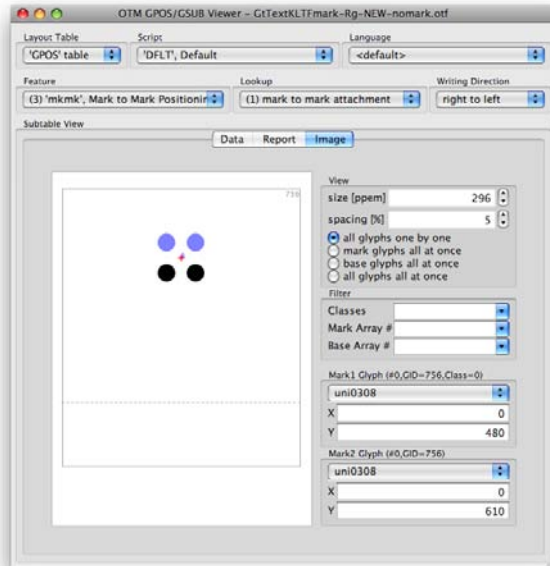 OTM GPOS/GSUB Viewer – GtTextKLTFmark-Rg-NEW-nomark.otf
Layout Table Script Language
'GPOS' table 'DFLT', Default <default>
Feature Lookup Writing Direction
(3) 'mkmk', Mark to Mark Positionin (1) mark to mark attachment right to left
Subtable View
Data Report Image
View
size [ppem] 296
spacing [%] 5
all glyphs one by one
mark glyphs all at once
base glyphs all at once
all glyphs all at once
Filter
Classes
Mark Array #
Base Array #
Mark1 Glyph (#0,GID=756,Class=0)
uni0308
X 0
Y 480
Mark2 Glyph (#0,GID=756)
uni0308
X 0
Y 610